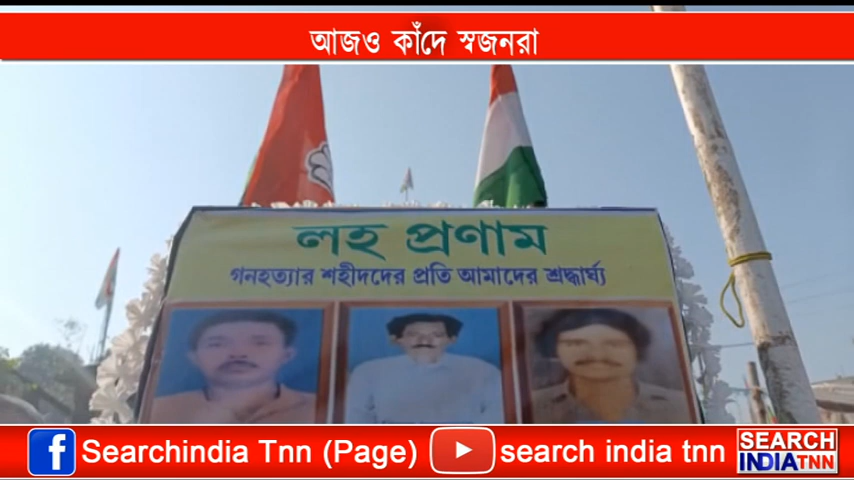 আজও কাঁদে স্বজনরা
লহ প্রণাম
গনহত্যার শহীদদের প্রতি আমাদের শ্রদ্ধার্ঘ্য
Searchindia Tnn (Page)
search india tnn
SEARCH
INDIATNN